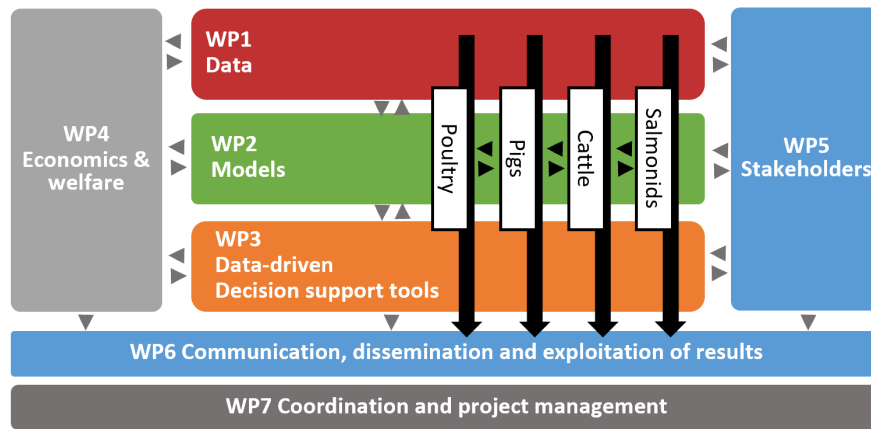 WP1
Data
WP4
Economics &
welfare
WP2
Models
WP3
Data-driven
Decision support tools
Poultry
Pigs
Cattle
Salmonids
WP5
Stakeholders
WP6 Communication, dissemination and exploitation of results
WP7 Coordination and project management